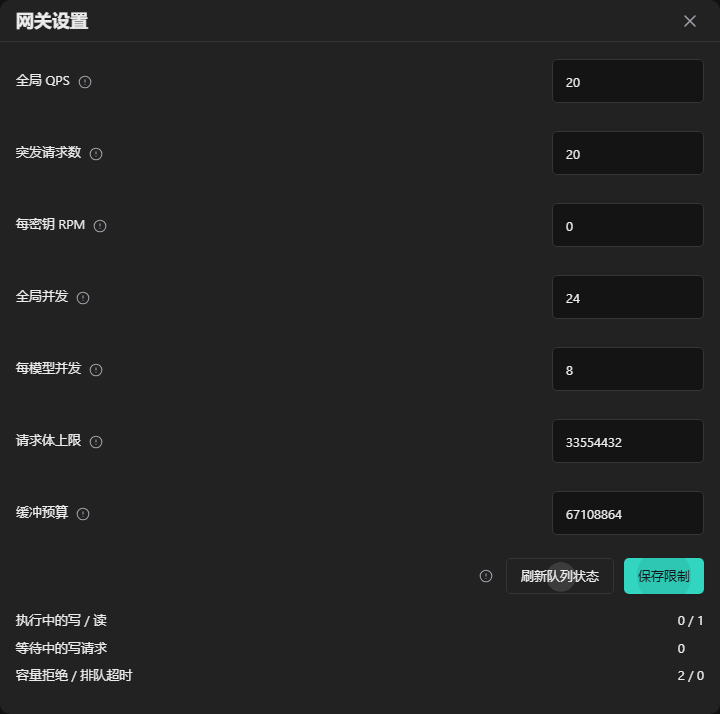 网关设置
全局 QPS 20
突发请求数 20
每密钥 RPM 0
全局并发 24
每模型并发 8
请求体上限 33554432
缓冲预算 67108864
刷新队列状态 保存限制
执行中的写 / 读 0 / 1
等待中的写请求 0
容量拒绝 / 排队超时 2 / 0